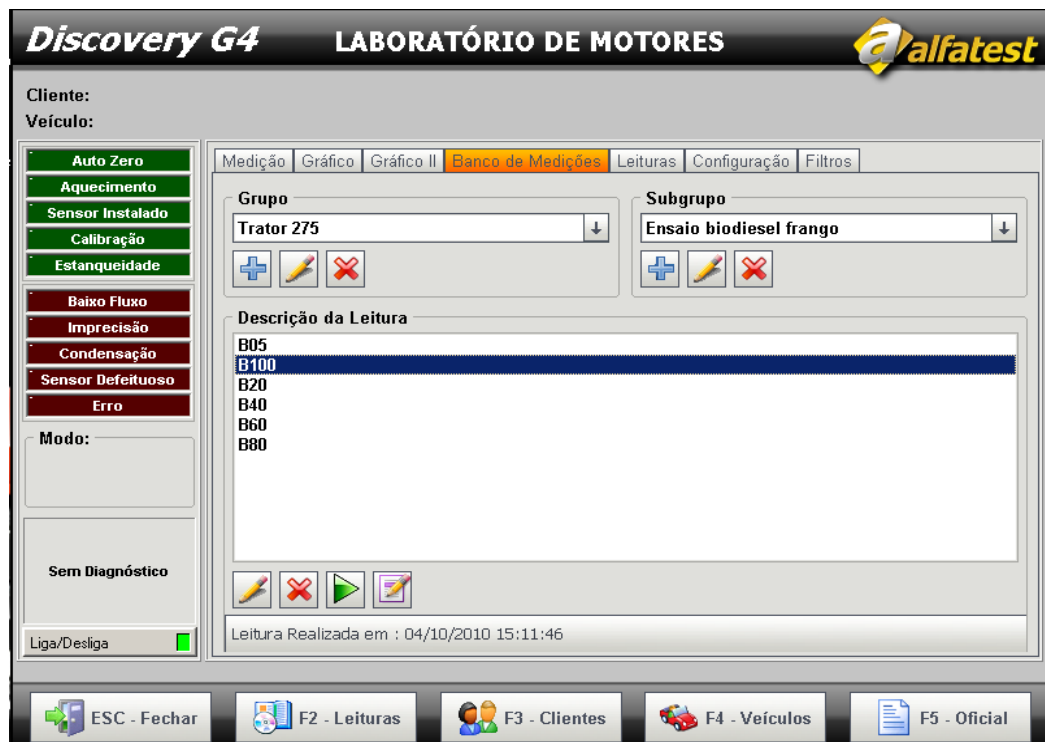 Discovery G4 LABORATÓRIO DE MOTORES alfatest
Cliente:
Veículo:
Auto Zero
Aquecimento
Sensor Instalado
Calibração
Estanqueidade
Baixo Fluxo
Imprecisão
Condensação
Sensor Defeituoso
Erro
Modo:
Sem Diagnóstico
Liga/Desliga
Medição Gráfico Gráfico II Banco de Medições Leituras Configuração Filtros
Grupo
Trator 275
Subgrupo
Ensaio biodiesel frango
Descrição da Leitura
B05
B100
B20
B40
B60
B80
Leitura Realizada em : 04/10/2010 15:11:46
ESC - Fechar F2 - Leituras F3 - Clientes F4 - Veículos F5 - Oficial